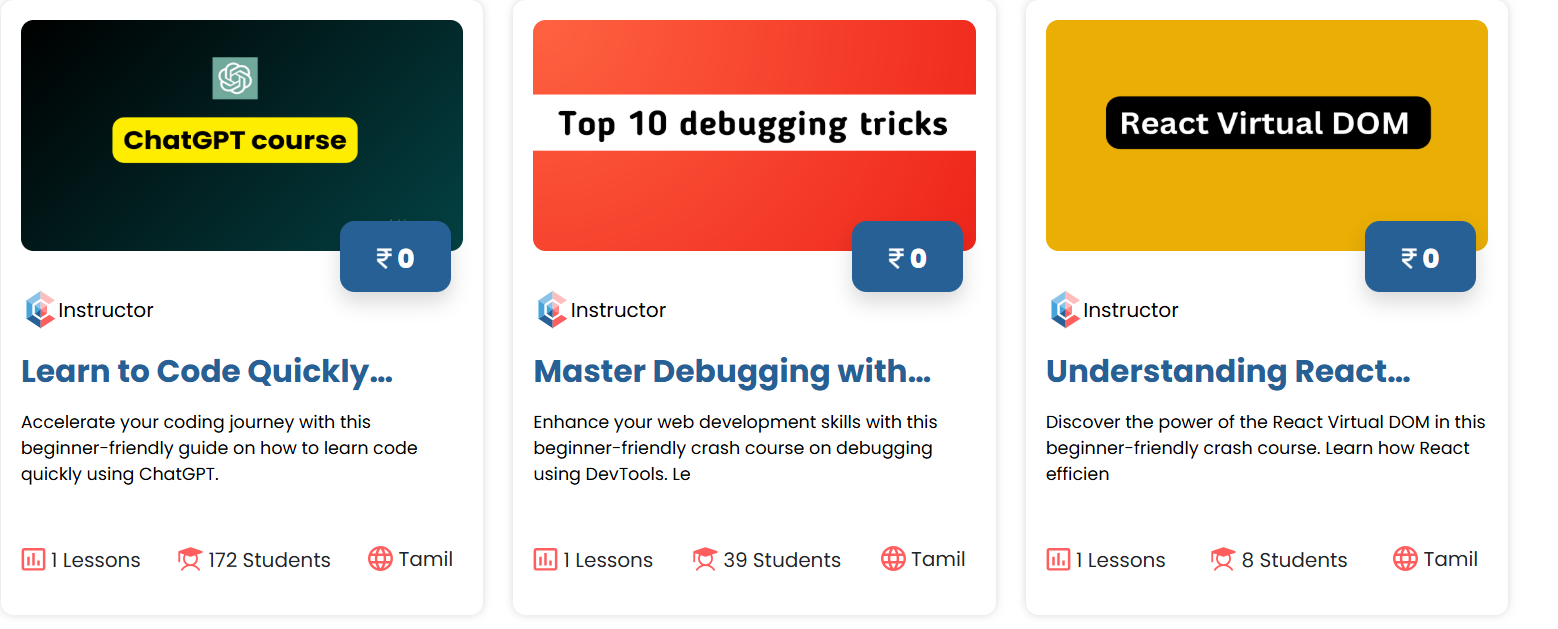 ChatGPT course
₹ 0
Instructor
Learn to Code Quickly...
Accelerate your coding journey with this
beginner-friendly guide on how to learn code
quickly using ChatGPT.
1 Lessons
172 Students
Tamil
Top 10 debugging tricks
₹ 0
Instructor
Master Debugging with...
Enhance your web development skills with this
beginner-friendly crash course on debugging
using DevTools. Le
1 Lessons
39 Students
Tamil
React Virtual DOM
₹ 0
Instructor
Understanding React...
Discover the power of the React Virtual DOM in this
beginner-friendly crash course. Learn how React
efficien
1 Lessons
8 Students
Tamil